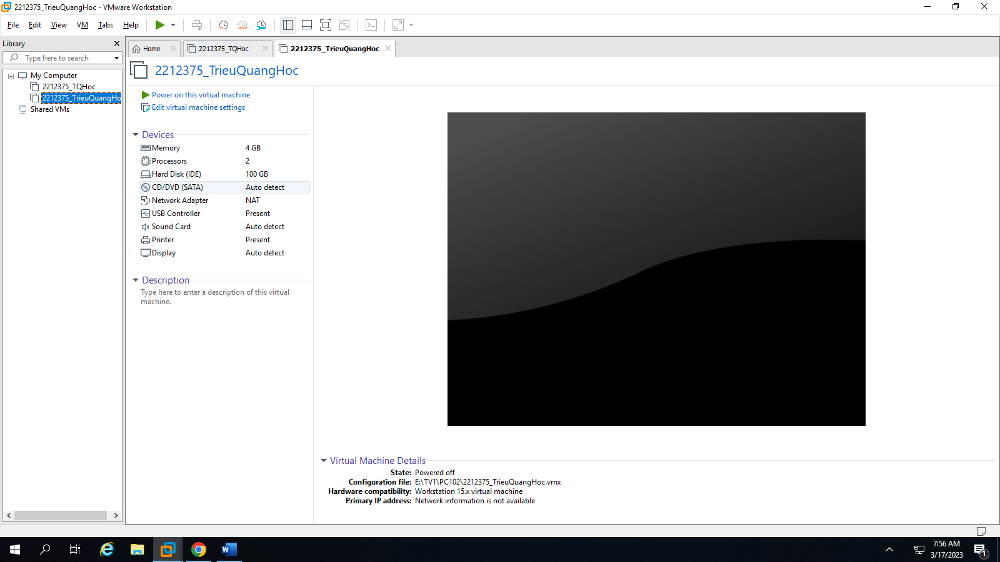 2212375_TrieuQuangHoc - VMware Workstation
File Edit View VM Tabs Help
Library
Type here to search
My Computer
2212375_TQHoc
2212375_TrieuQuangHo
Shared VMs
Home 2212375_TQHoc 2212375_TrieuQuangHoc
2212375_TrieuQuangHoc
Power on this virtual machine
Edit virtual machine settings
Devices
Memory 4 GB
Processors 2
Hard Disk (IDE) 100 GB
CD/DVD (SATA) Auto detect
Network Adapter NAT
USB Controller Present
Sound Card Auto detect
Printer Present
Display Auto detect
Description
Type here to enter a description of this virtual
machine.
Virtual Machine Details
State: Powered off
Configuration file: E:\TV1\PC102\2212375_TrieuQuangHoc.vmx
Hardware compatibility: Workstation 15.x virtual machine
Primary IP address: Network information is not available
7:56 AM
3/17/2023
1